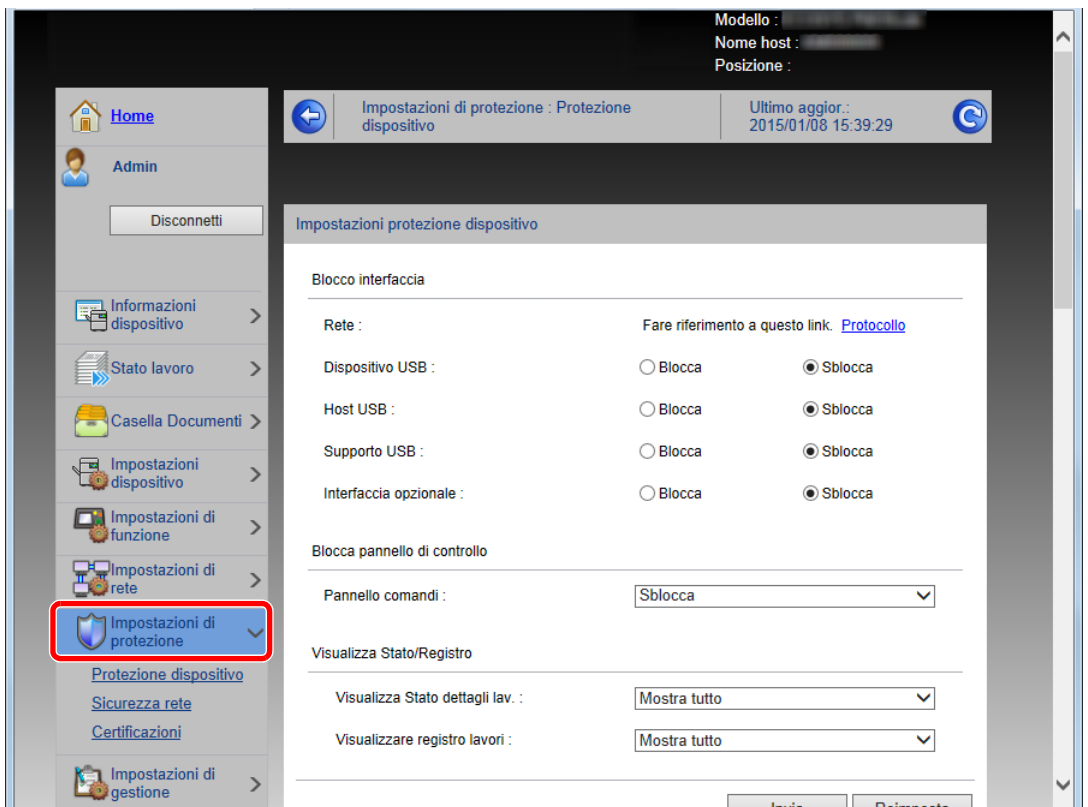 Modello :
Nome host :
Posizione :
Home
Admin
Disconnetti
Informazioni
dispositivo
Stato lavoro
Casella Documenti
Impostazioni
dispositivo
Impostazioni di
funzione
Impostazioni di
rete
Impostazioni di
protezione
Protezione dispositivo
Sicurezza rete
Certificazioni
Impostazioni di
gestione
Impostazioni di protezione : Protezione
dispositivo
Ultimo aggior.:
2015/01/08 15:39:29
Impostazioni protezione dispositivo
Blocco interfaccia
Rete : Fare riferimento a questo link. Protocollo
Dispositivo USB : Blocca Sblocca
Host USB : Blocca Sblocca
Supporto USB : Blocca Sblocca
Interfaccia opzionale : Blocca Sblocca
Blocca pannello di controllo
Pannello comandi : Sblocca
Visualizza Stato/Registro
Visualizza Stato dettagli lav. : Mostra tutto
Visualizzare registro lavori : Mostra tutto